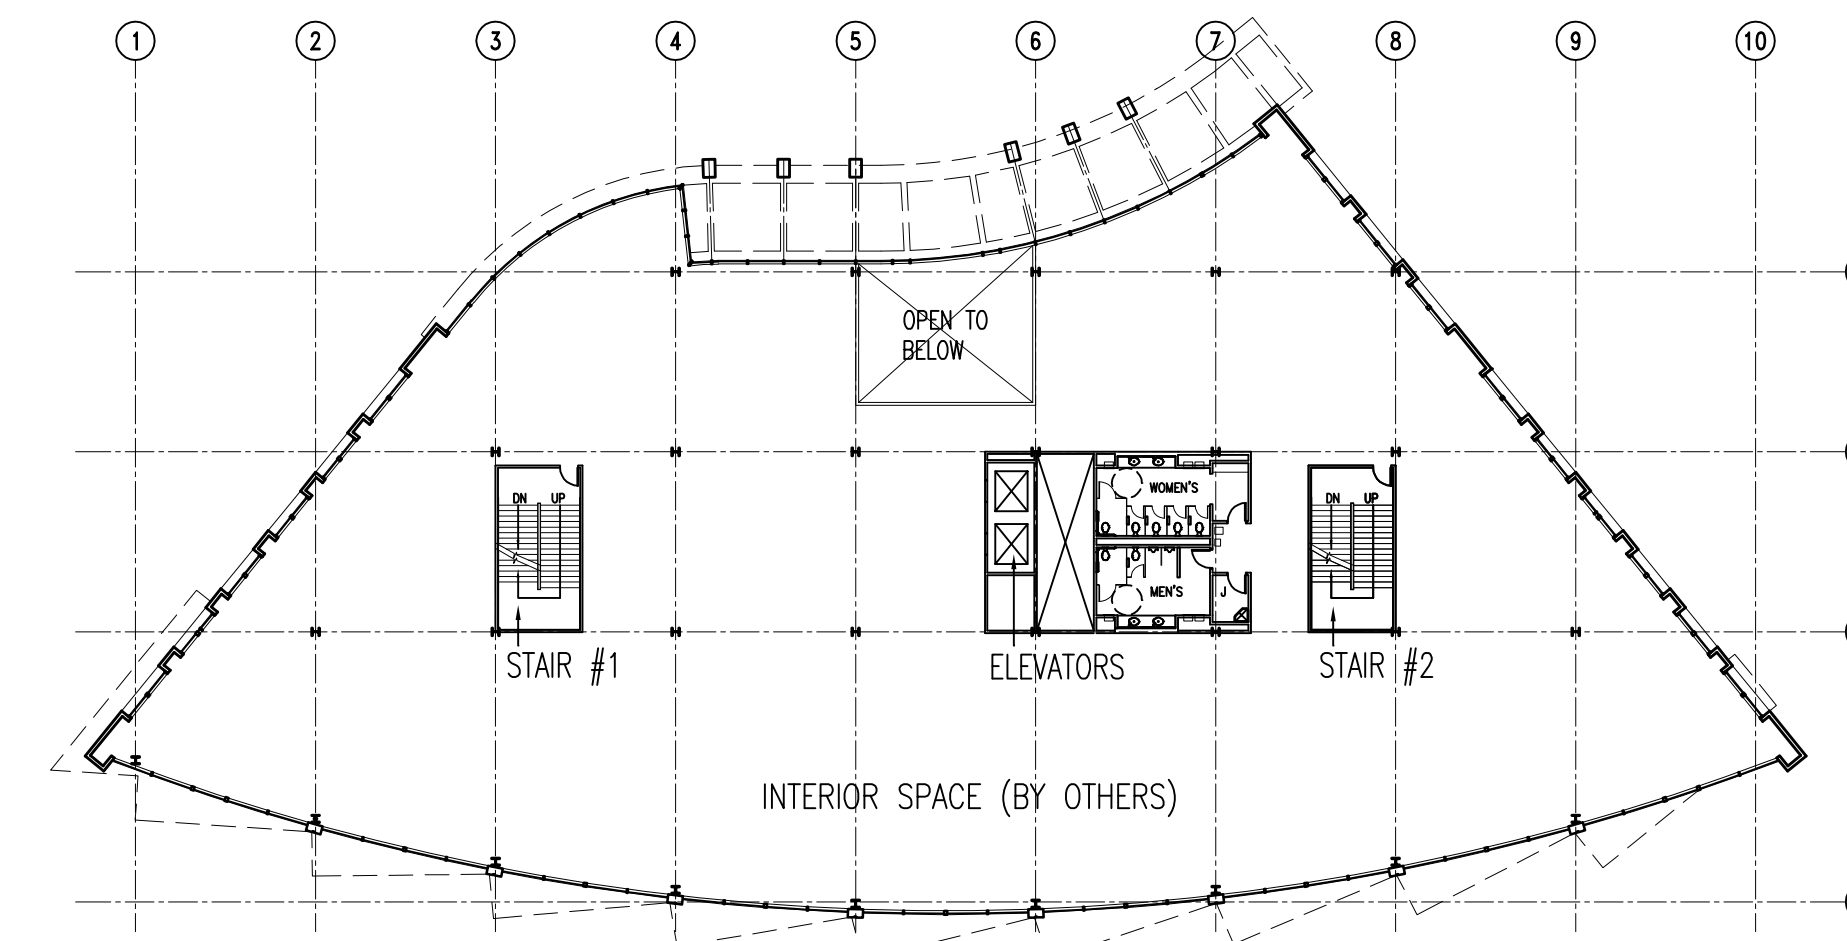 1 2 3 4 5 6 7 8 9 10
OPEN TO
BELOW
WOMEN'S
DN UP
DN UP
MEN'S J
STAIR #1
ELEVATORS
STAIR #2
INTERIOR SPACE (BY OTHERS)